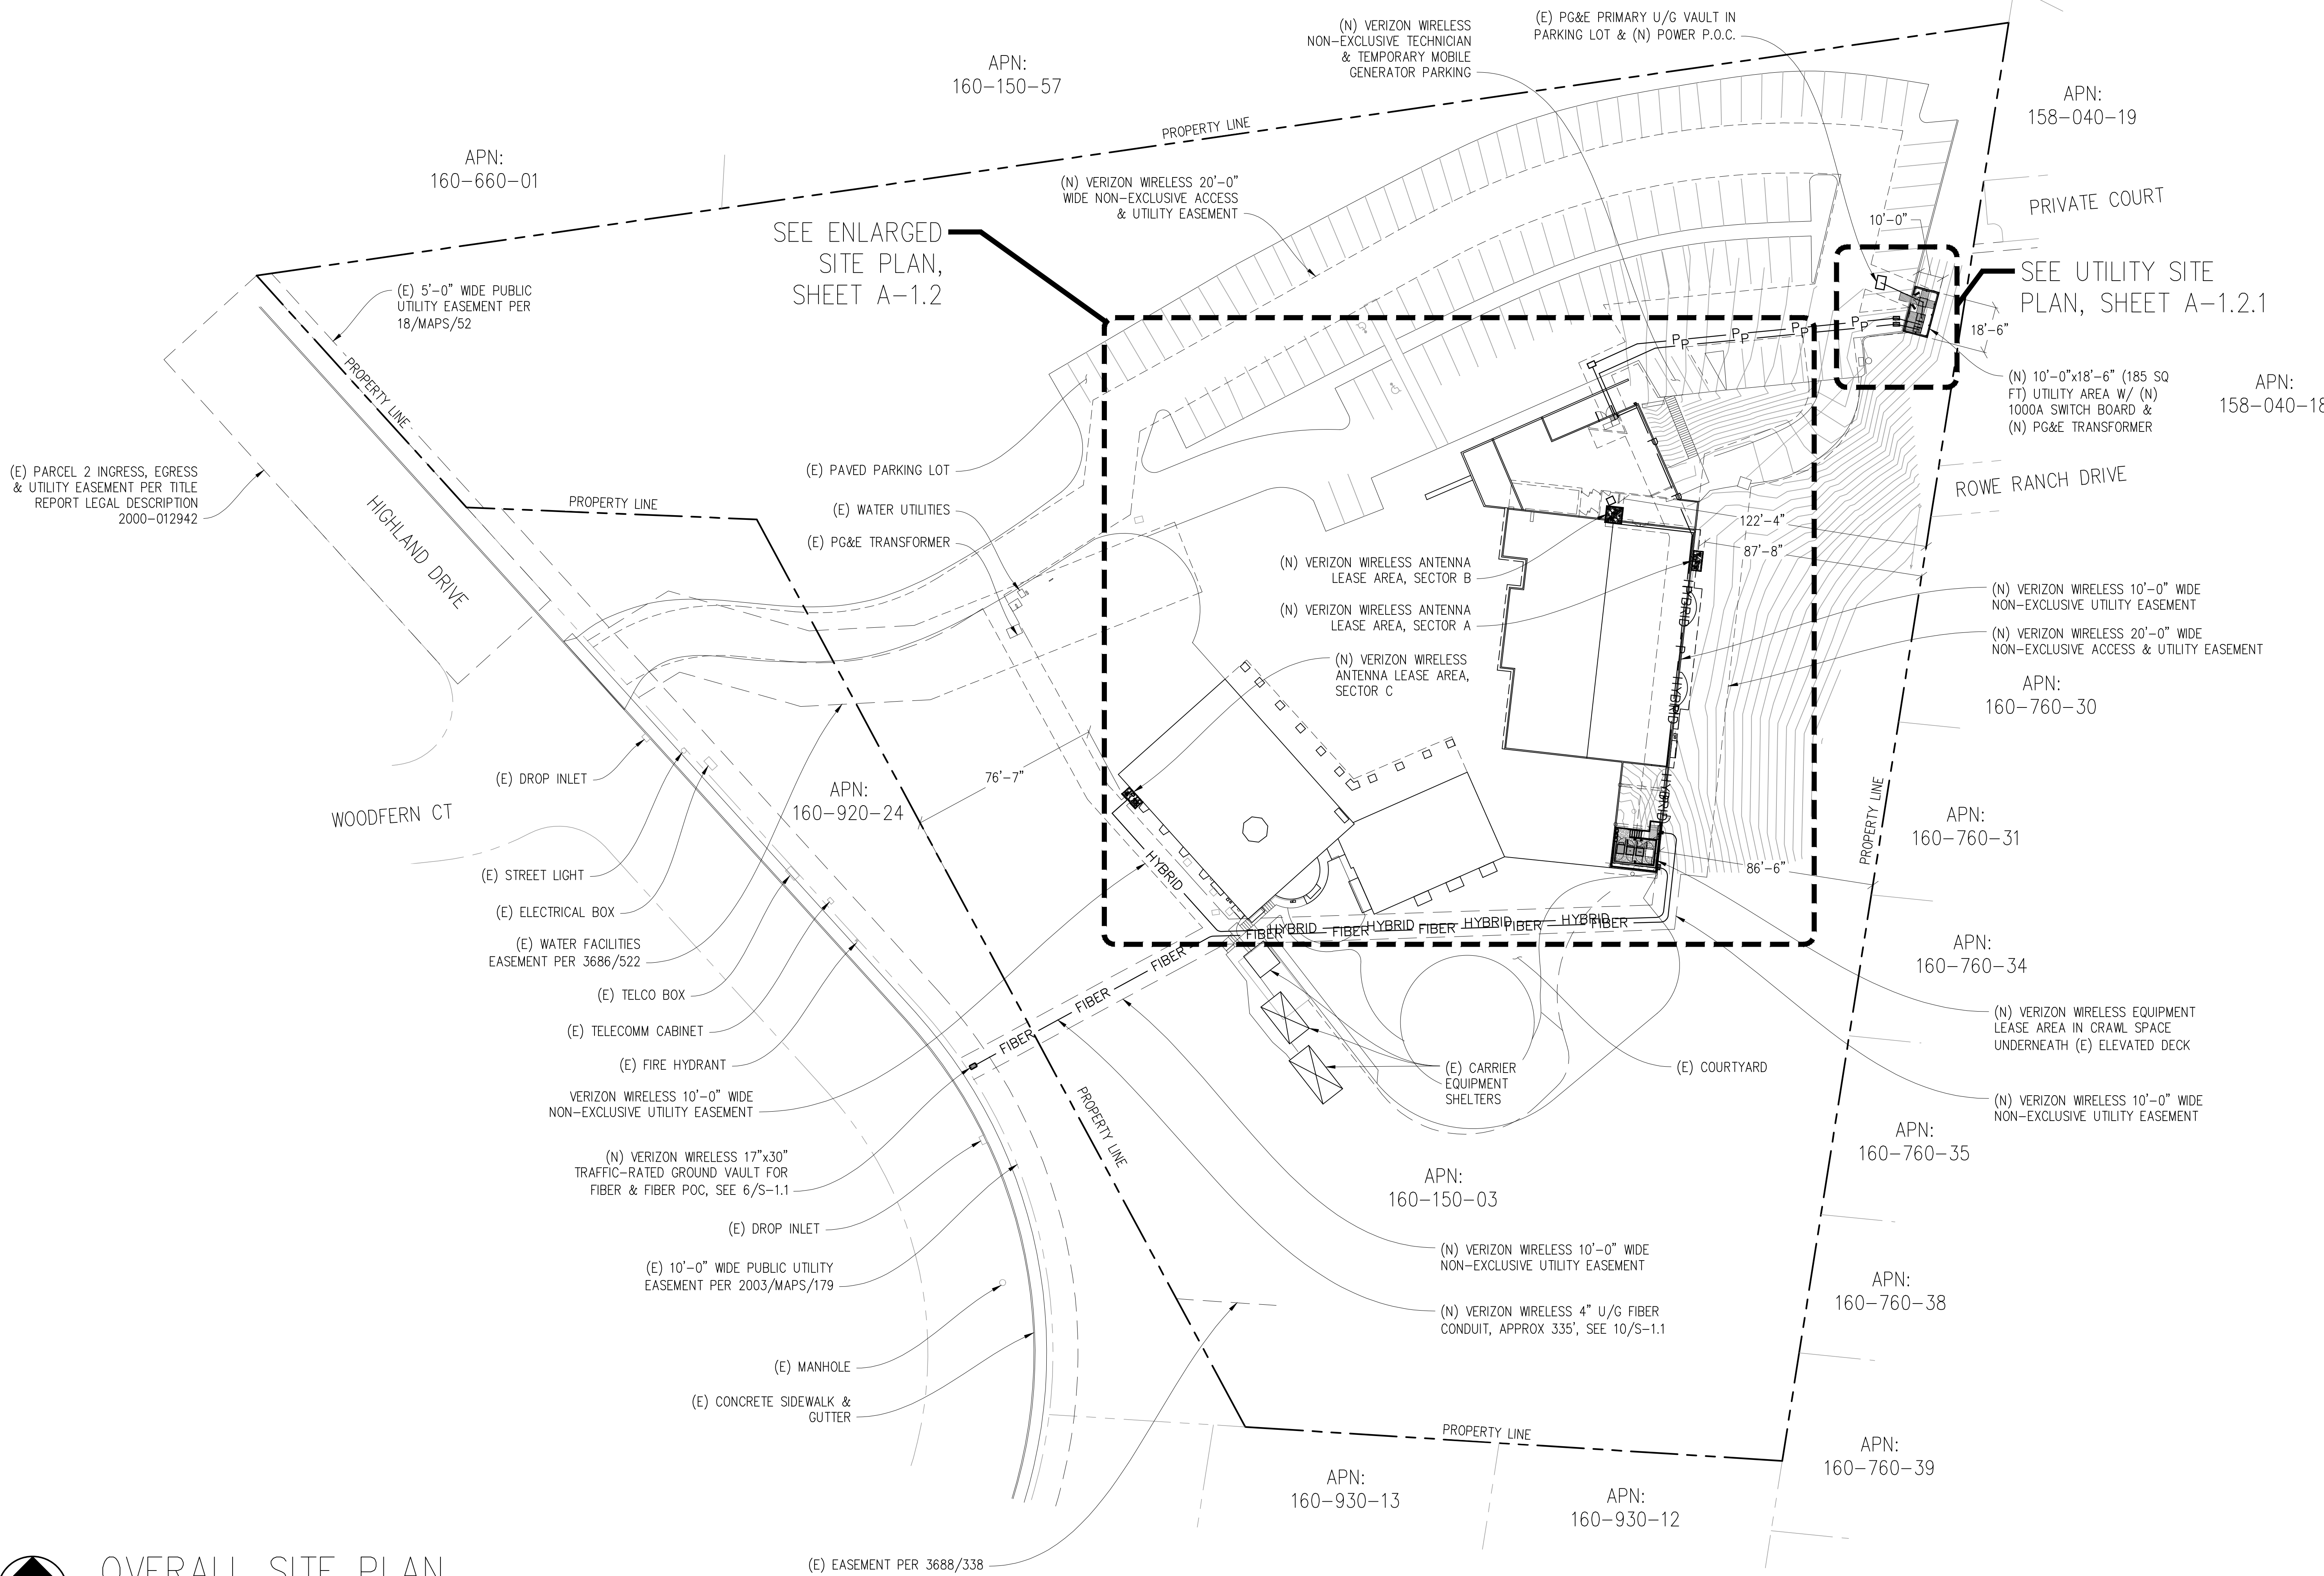 (N) VERIZON WIRELESS
NON-EXCLUSIVE TECHNICIAN
& TEMPORARY MOBILE
GENERATOR PARKING
(E) PG&E PRIMARY U/G VAULT IN
PARKING LOT & (N) POWER P.O.C.
APN:
160-150-57
APN:
158-040-19
PROPERTY LINE
APN:
160-660-01
(N) VERIZON WIRELESS 20'-0"
WIDE NON-EXCLUSIVE ACCESS
& UTILITY EASEMENT
PRIVATE COURT
10'-0"
SEE ENLARGED
SITE PLAN,
SHEET A-1.2
SEE UTILITY SITE
PLAN, SHEET A-1.2.1
(E) 5'-0" WIDE PUBLIC
UTILITY EASEMENT PER
18/MAPS/52
18'-6"
P P P P
P P P P
PROPERTY LINE
(N) 10'-0"x18'-6" (185 SQ
FT) UTILITY AREA W/ (N)
1000A SWITCH BOARD &
(N) PG&E TRANSFORMER
APN:
158-040-18
(E) PARCEL 2 INGRESS, EGRESS
& UTILITY EASEMENT PER TITLE
REPORT LEGAL DESCRIPTION
2000-012942
(E) PAVED PARKING LOT
ROWE RANCH DRIVE
PROPERTY LINE
HIGHLAND DRIVE
(E) WATER UTILITIES
(E) PG&E TRANSFORMER
122'-4"
87'-8"
(N) VERIZON WIRELESS ANTENNA
LEASE AREA, SECTOR B
(N) VERIZON WIRELESS 10'-0" WIDE
NON-EXCLUSIVE UTILITY EASEMENT
(N) VERIZON WIRELESS ANTENNA
LEASE AREA, SECTOR A
HYBRID
(N) VERIZON WIRELESS 20'-0" WIDE
NON-EXCLUSIVE ACCESS & UTILITY EASEMENT
P
(N) VERIZON WIRELESS
ANTENNA LEASE AREA,
SECTOR C
HYBRID
APN:
160-760-30
(E) DROP INLET
76'-7"
APN:
160-920-24
HYBRID
WOODFERN CT
PROPERTY LINE
APN:
160-760-31
(E) STREET LIGHT
HYBRID
86'-6"
(E) ELECTRICAL BOX
HYBRID HYBRID HYBRID HYBRID
FIBER FIBER FIBER FIBER FIBER
(E) WATER FACILITIES
EASEMENT PER 3686/522
FIBER
APN:
160-760-34
(E) TELCO BOX
FIBER
(E) TELECOMM CABINET
FIBER
(N) VERIZON WIRELESS EQUIPMENT
LEASE AREA IN CRAWL SPACE
UNDERNEATH (E) ELEVATED DECK
(E) FIRE HYDRANT
(E) CARRIER
EQUIPMENT
SHELTERS
(E) COURTYARD
VERIZON WIRELESS 10'-0" WIDE
NON-EXCLUSIVE UTILITY EASEMENT
PROPERTY LINE
(N) VERIZON WIRELESS 10'-0" WIDE
NON-EXCLUSIVE UTILITY EASEMENT
APN:
160-760-35
(N) VERIZON WIRELESS 17"x30"
TRAFFIC-RATED GROUND VAULT FOR
FIBER & FIBER POC, SEE 6/S-1.1
APN:
160-150-03
(E) DROP INLET
(N) VERIZON WIRELESS 10'-0" WIDE
NON-EXCLUSIVE UTILITY EASEMENT
(E) 10'-0" WIDE PUBLIC UTILITY
EASEMENT PER 2003/MAPS/179
APN:
160-760-38
(N) VERIZON WIRELESS 4" U/G FIBER
CONDUIT, APPROX 335', SEE 10/S-1.1
(E) MANHOLE
(E) CONCRETE SIDEWALK &
GUTTER
PROPERTY LINE
APN:
160-760-39
APN:
160-930-13
APN:
160-930-12
(E) EASEMENT PER 3688/338
OVERALL SITE PLAN